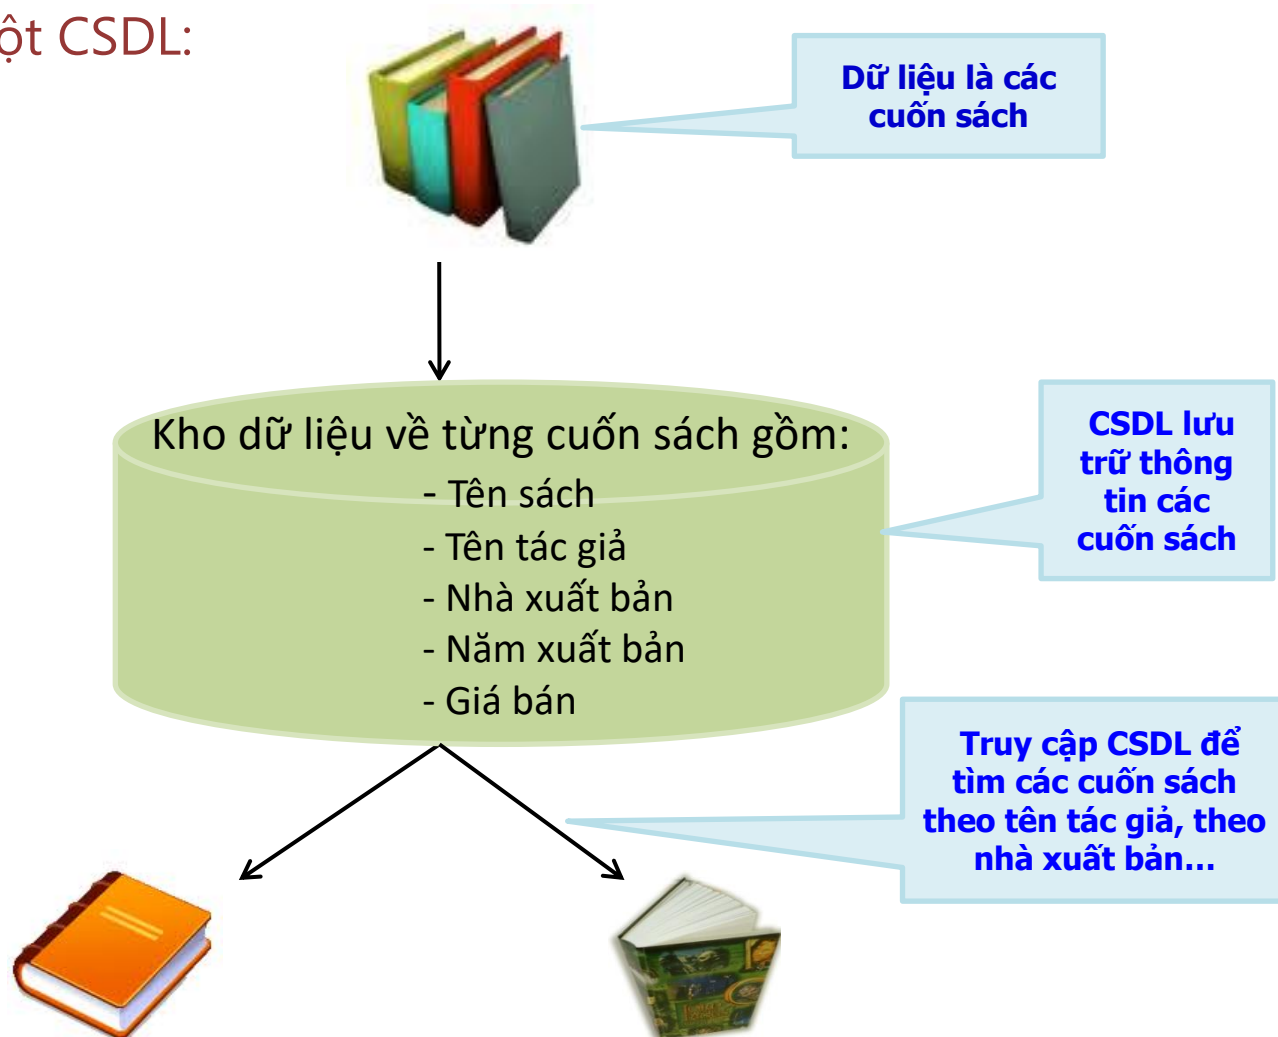 ột CSDL:
Dữ liệu là các
cuốn sách
Kho dữ liệu về từng cuốn sách gồm:
- Tên sách
- Tên tác giả
- Nhà xuất bản
- Năm xuất bản
- Giá bán
CSDL lưu
trữ thông
tin các
cuốn sách
Truy cập CSDL để
tìm các cuốn sách
theo tên tác giả, theo
nhà xuất bản...